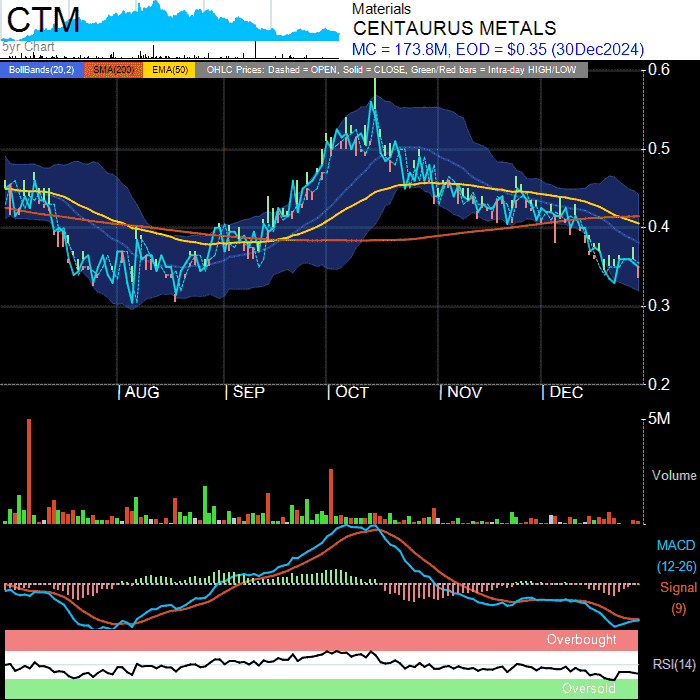 CTM
5yr Chart
Materials
CENTAURUS METALS
MC = 173.8M, EOD = $0.35 (30Dec2024)
BollBands(20,2) SMA(200) EMA(50) OHLC Prices: Dashed = OPEN, Solid = CLOSE, Green/Red bars = Intra-day HIGH/LOW
0.6
0.5
0.4
0.3
0.2
AUG SEP OCT NOV DEC
5M
Volume
MACD
(12-26)
Signal
(9)
Overbought
RSI(14)
Oversold